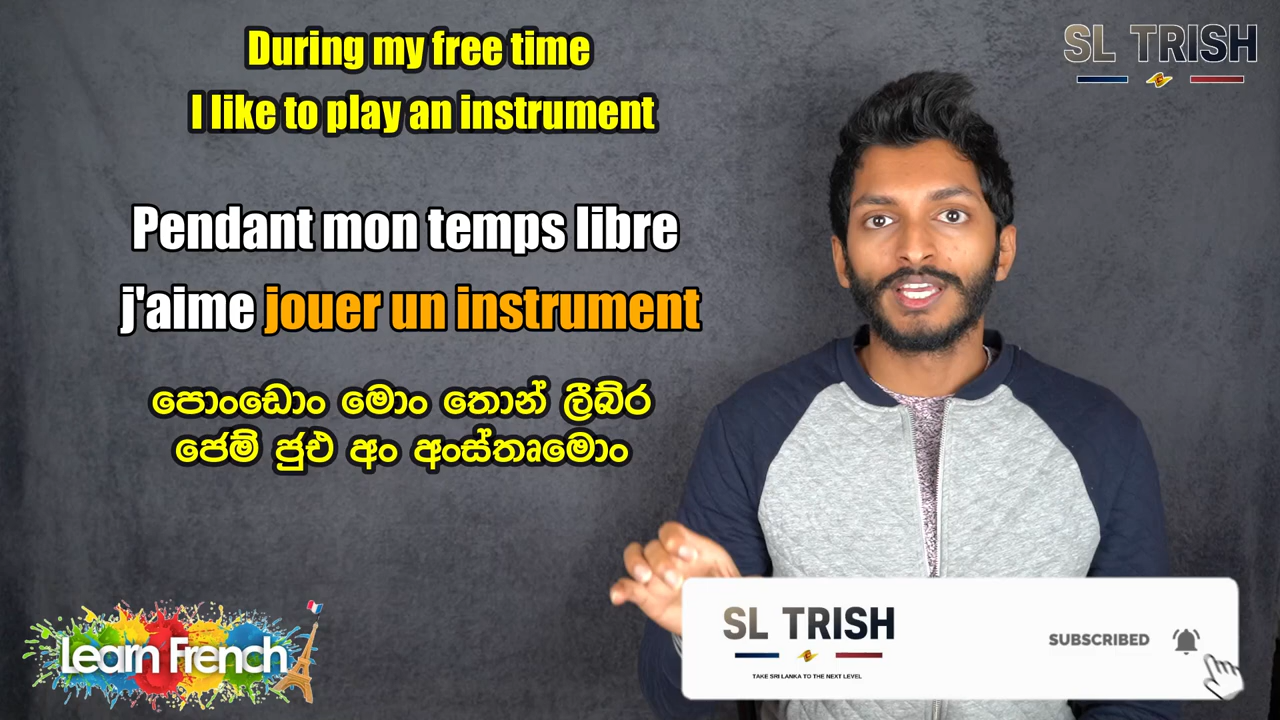 During my free time
I like to play an instrument
SL TRISH
Pendant mon temps libre
j'aime jouer un instrument
පොංඩොං මොං තොන් ලීබ්ර
ජෙම් ජුඑ අං අංස්තෘමොං
Learn French
SL TRISH
TAKE SRI LANKA TO THE NEXT LEVEL
SUBSCRIBED